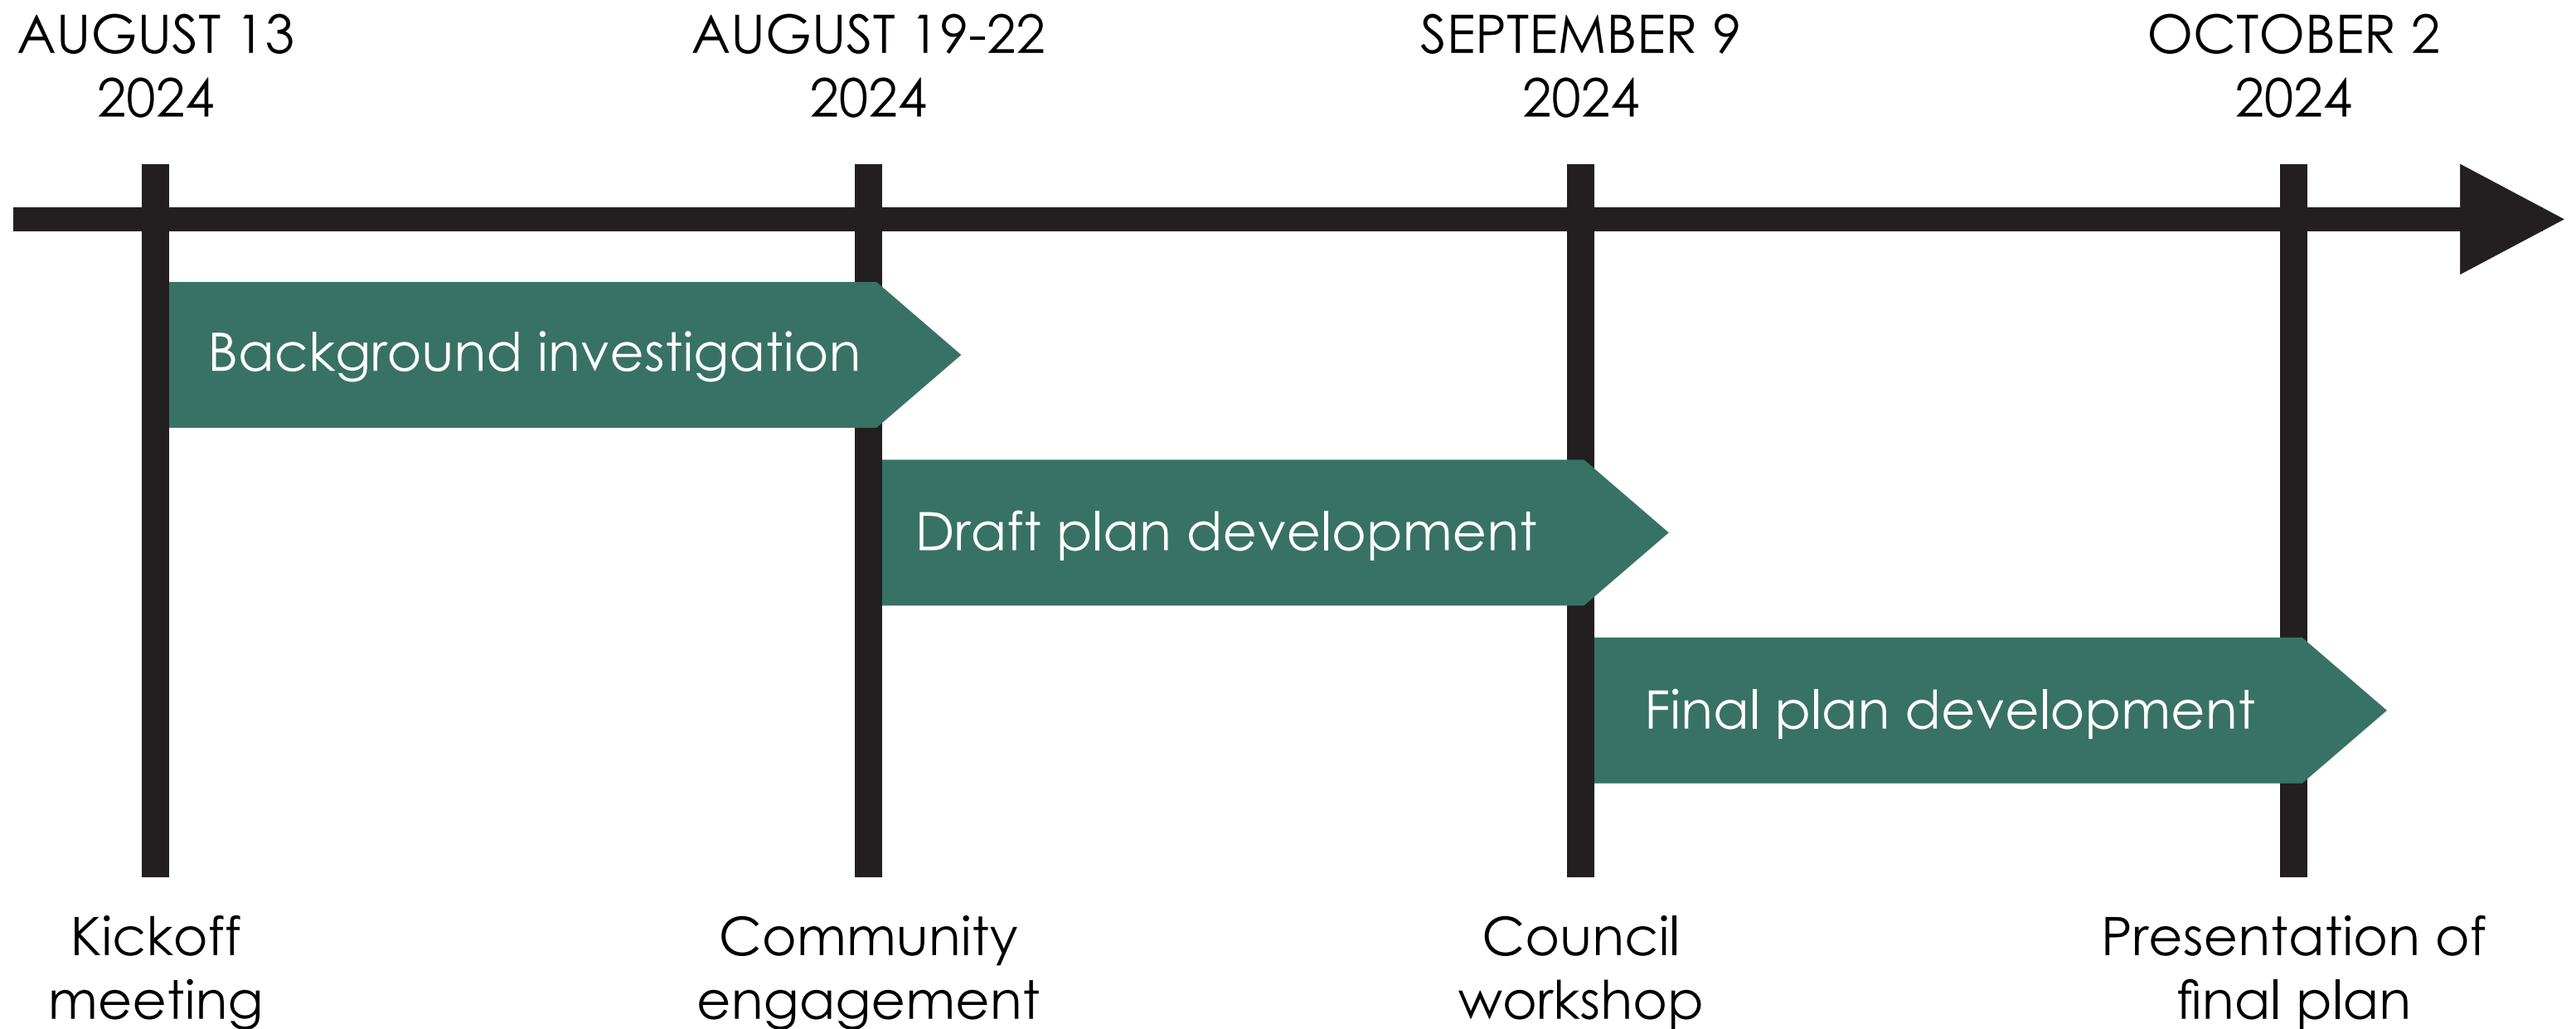 AUGUST 13
2024
AUGUST 19-22
2024
SEPTEMBER 9
2024
OCTOBER 2
2024
Background investigation
Draft plan development
Final plan development
Kickoff
meeting
Community
engagement
Council
workshop
Presentation of
final plan